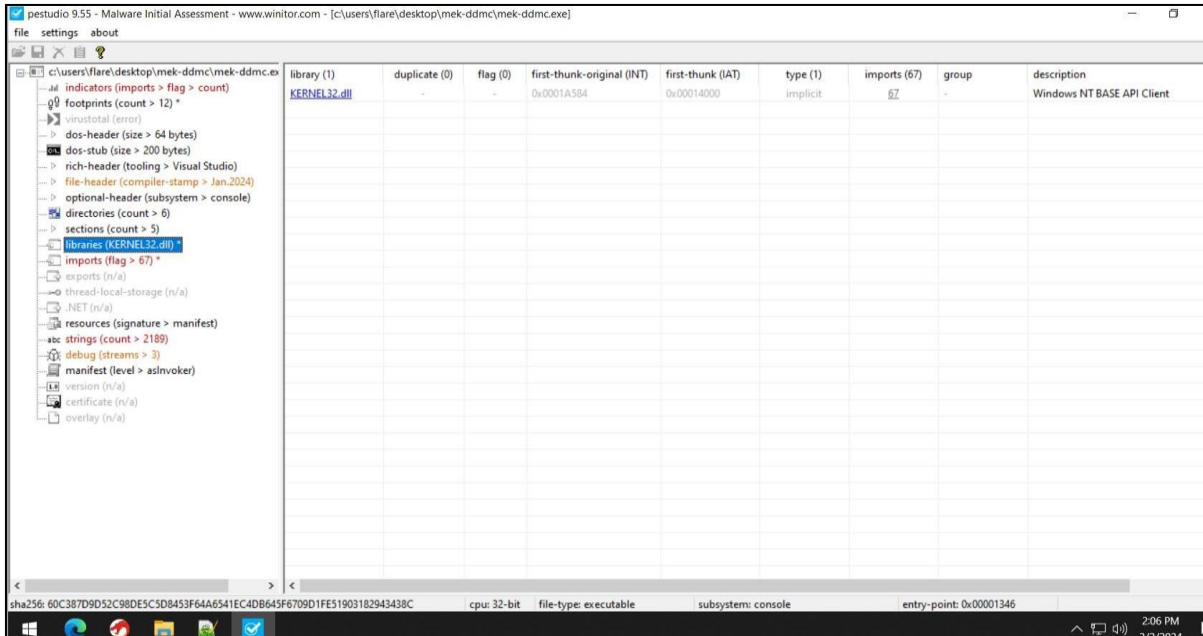 pestudio 9.55 - Malware Initial Assessment - www.winitor.com - [c:\users\flare\desktop\mek-ddmc\mek-ddmc.exe]
file settings about
c:\users\flare\desktop\mek-ddmc\mek-ddmc.ex
indicators (imports > flag > count)
footprints (count > 12) *
virustotal (error)
dos-header (size > 64 bytes)
dos-stub (size > 200 bytes)
rich-header (tooling > Visual Studio)
file-header (compiler-stamp > Jan.2024)
optional-header (subsystem > console)
directories (count > 6)
sections (count > 5)
libraries (KERNEL32.dll) *
imports (flag > 67) *
exports (n/a)
thread-local-storage (n/a)
.NET (n/a)
resources (signature > manifest)
abc strings (count > 2189)
debug (streams > 3)
manifest (level > asInvoker)
version (n/a)
certificate (n/a)
overlay (n/a)
library (1) duplicate (0) flag (0) first-thunk-original (INT) first-thunk (IAT) type (1) imports (67) group description
KERNEL32.dll - - 0x0001A584 0x00014000 implicit 67 - Windows NT BASE API Client
sha256: 60C387D9D52C98DE5C5D8453F64A6541EC4DB645F6709D1FE51903182943438C cpu: 32-bit file-type: executable subsystem: console entry-point: 0x00001346
2:06 PM